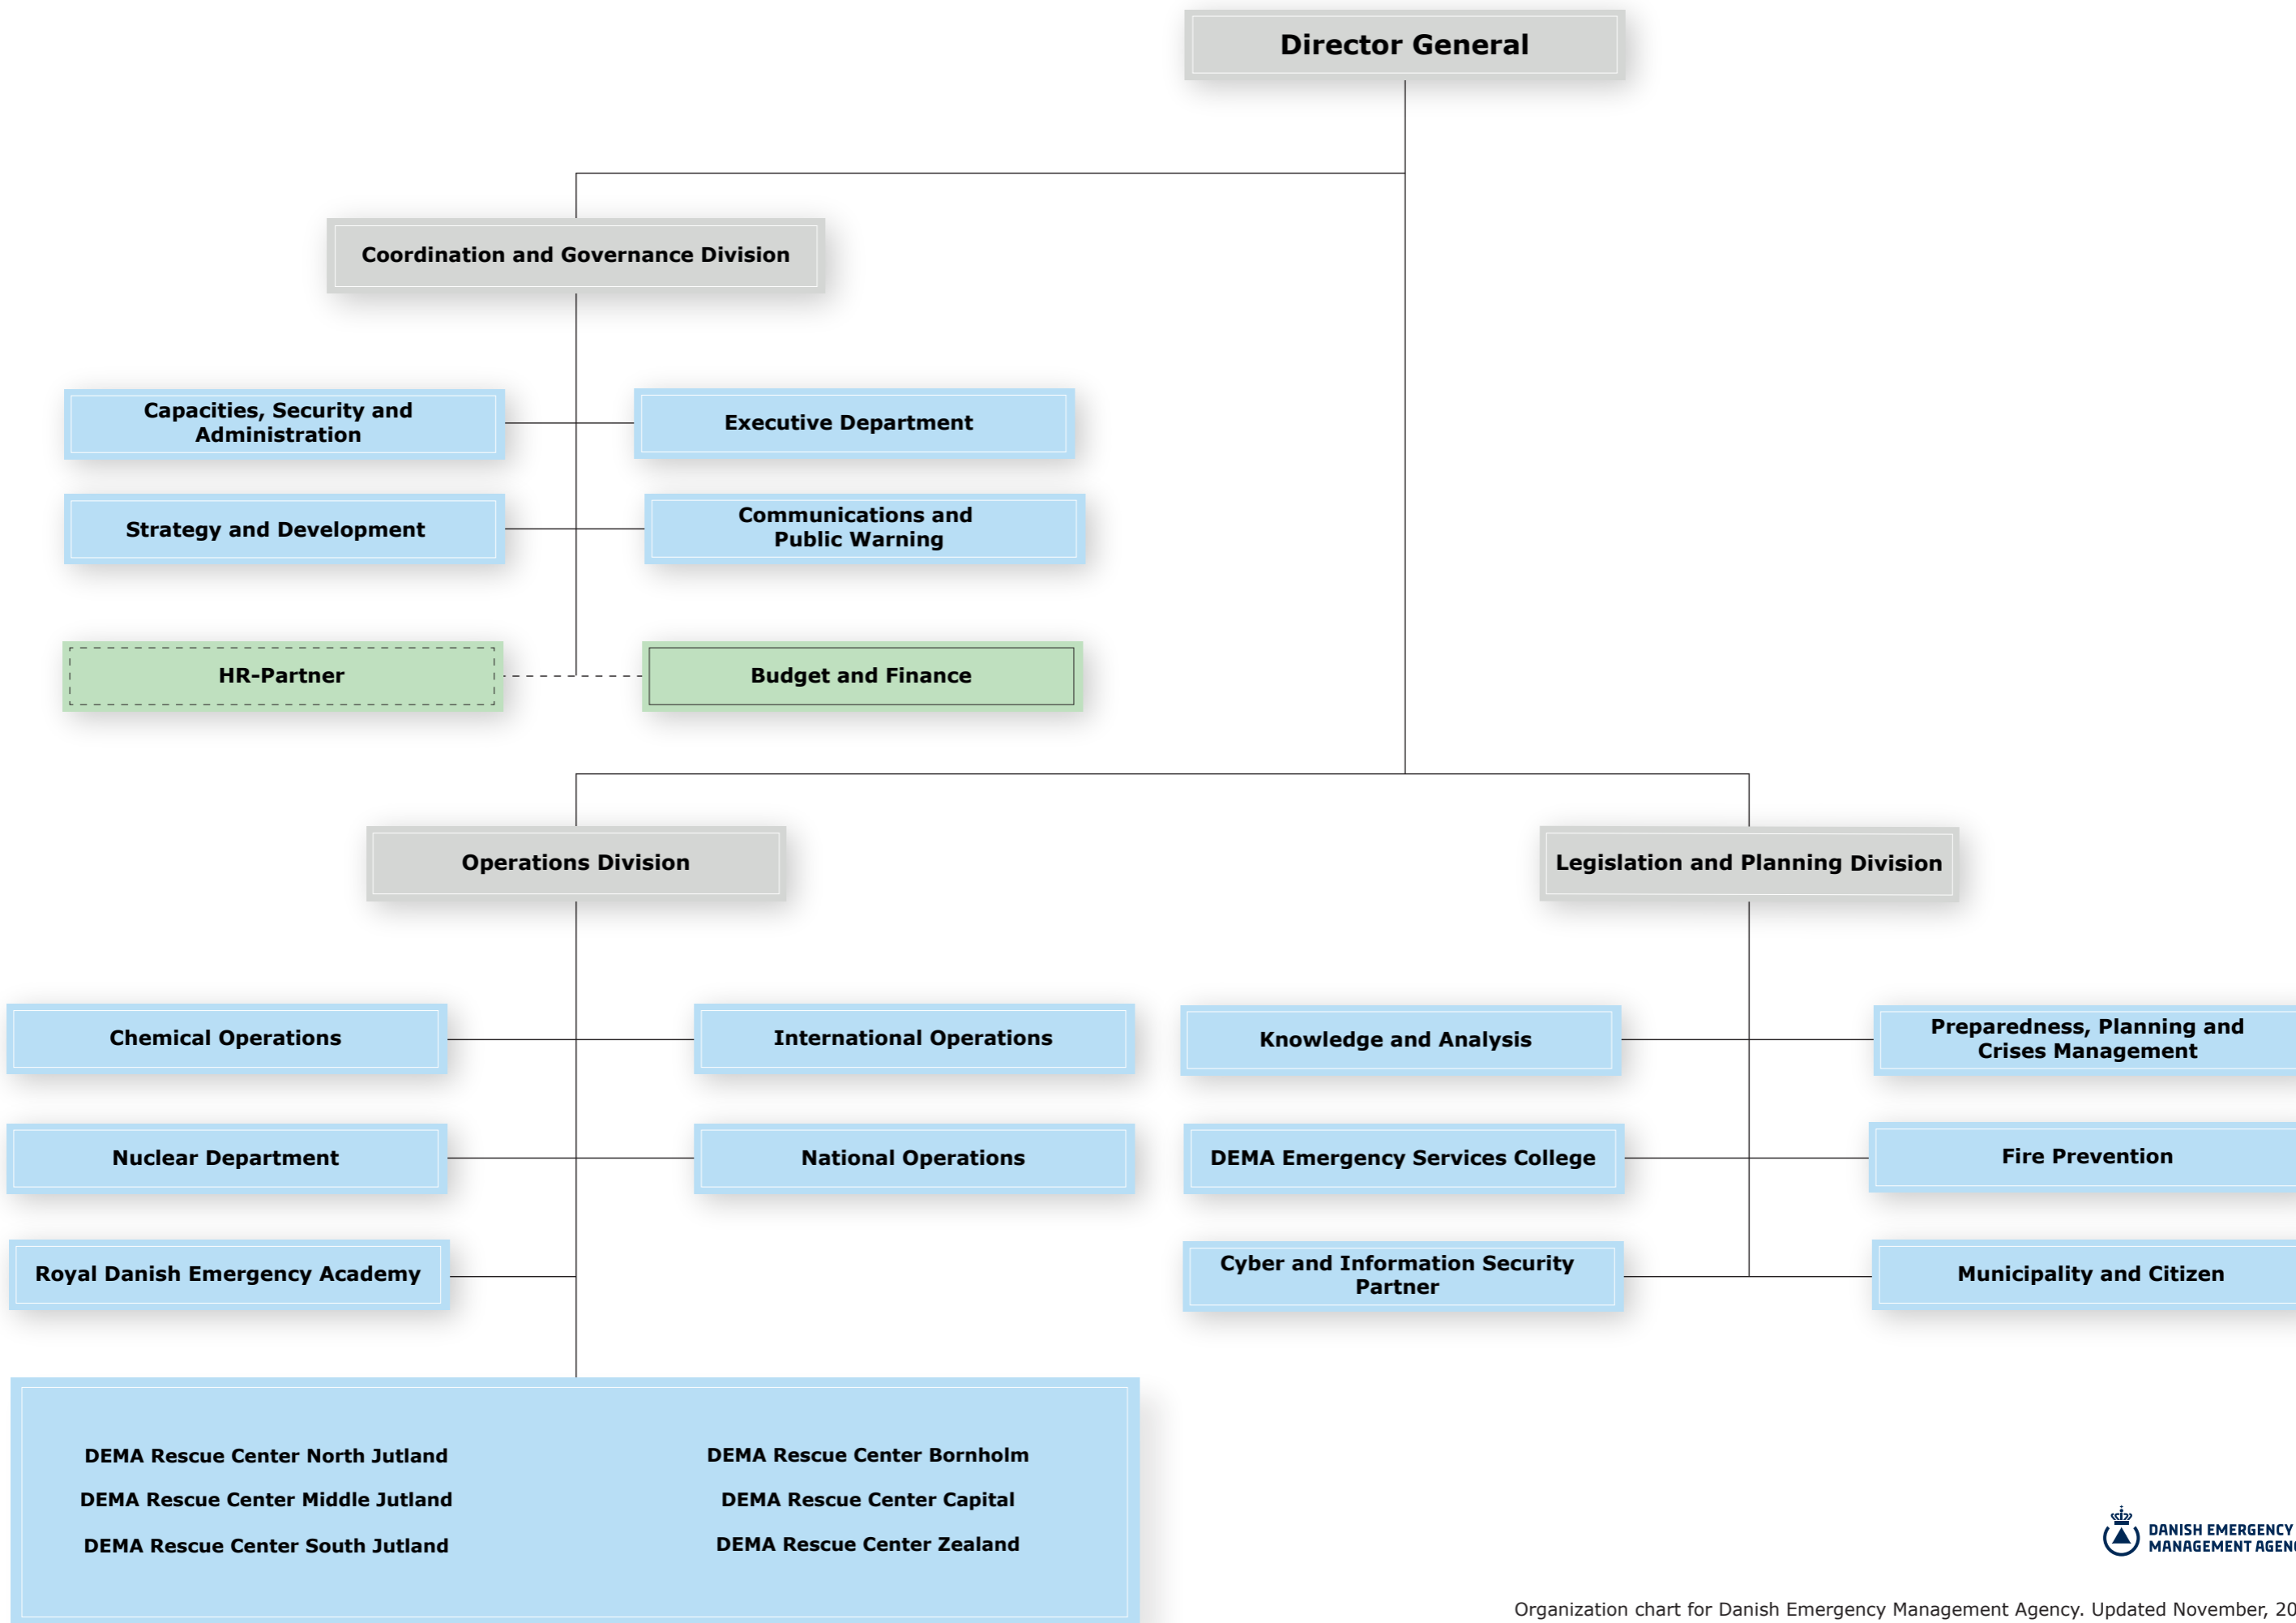 Director General
Coordination and Governance Division
Capacities, Security and
Administration
Executive Department
Strategy and Development
Communications and
Public Warning
HR-Partner
Budget and Finance
Operations Division
Legislation and Planning Division
Chemical Operations
International Operations
Knowledge and Analysis
Preparedness, Planning and
Crises Management
Nuclear Department
National Operations
DEMA Emergency Services College
Fire Prevention
Royal Danish Emergency Academy
Cyber and Information Security
Partner
Municipality and Citizen
DEMA Rescue Center North Jutland
DEMA Rescue Center Bornholm
DEMA Rescue Center Middle Jutland
DEMA Rescue Center Capital
DEMA Rescue Center South Jutland
DEMA Rescue Center Zealand
DANISH EMERGENCY
MANAGEMENT
Organization chart for Danish Emergency Management Agency. Updated November,